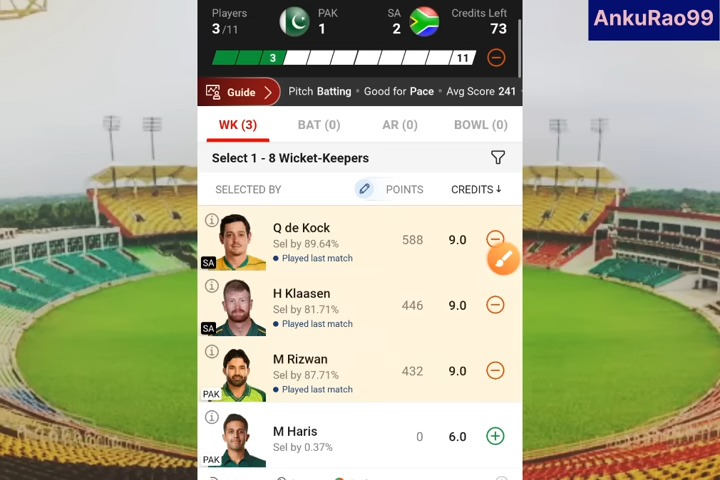 AnkuRao99
Players PAK SA Credits Left
3/11 1 2 73
3 11
Guide Pitch Batting • Good for Pace • Avg Score 241
WK (3) BAT (0) AR (0) BOWL (0)
Select 1 - 8 Wicket-Keepers
SELECTED BY POINTS CREDITS↓
Q de Kock
Sel by 89.64% 588 9.0
• Played last match
SA
H Klaasen
Sel by 81.71% 446 9.0
• Played last match
SA
M Rizwan
Sel by 87.71% 432 9.0
• Played last match
PAK
M Haris
Sel by 0.37% 0 6.0
PAK